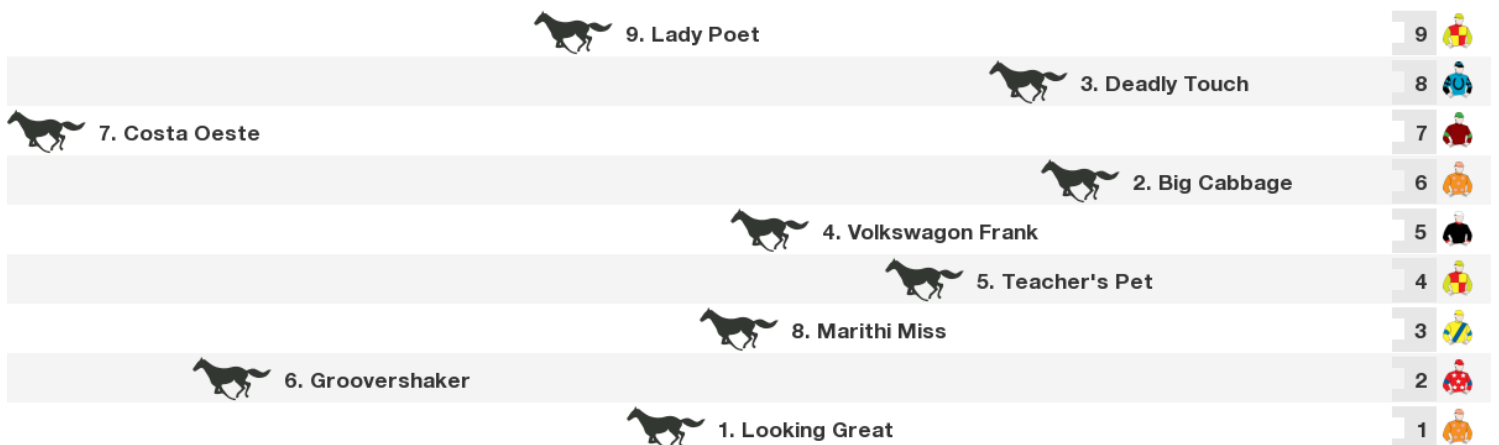 9. Lady Poet 9
3. Deadly Touch 8
7. Costa Oeste 7
2. Big Cabbage 6
4. Volkswagon Frank 5
5. Teacher's Pet 4
8. Marithi Miss 3
6. Groovershaker 2
1. Looking Great 1